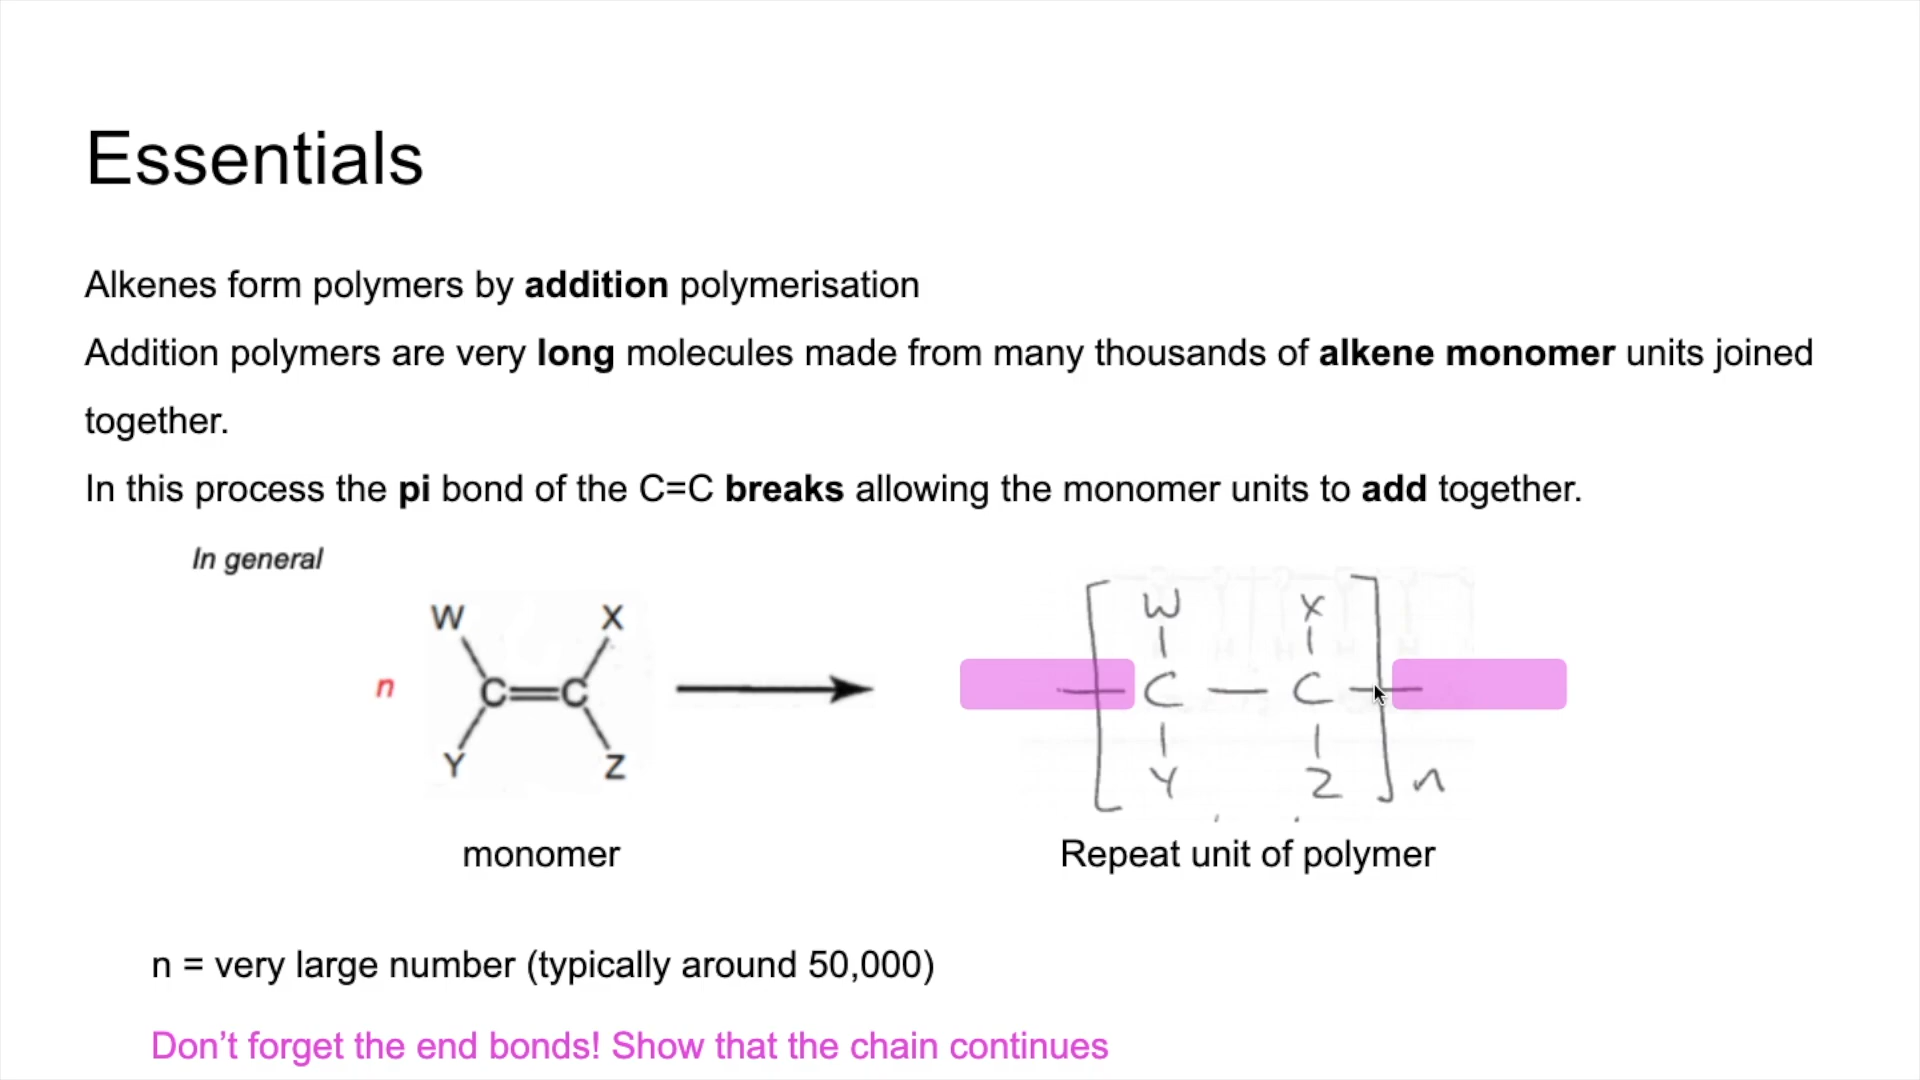 Essentials
Alkenes form polymers by addition polymerisation
Addition polymers are very long molecules made from many thousands of alkene monomer units joined
together.
In this process the pi bond of the C=C breaks allowing the monomer units to add together.
In general
W X
n C=C
Y Z
monomer
W X
C — C
Y Z n
Repeat unit of polymer
n = very large number (typically around 50,000)
Don’t forget the end bonds! Show that the chain continues